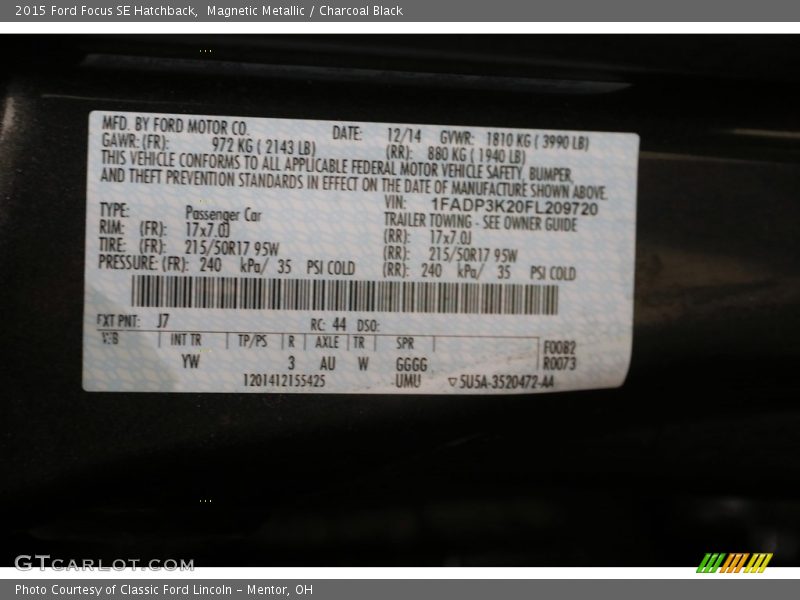 2015 Ford Focus SE Hatchback, Magnetic Metallic / Charcoal Black
MFD. BY FORD MOTOR CO. DATE: 12/14 GVWR: 1810 KG ( 3990 LB)
GAWR: (FR): 972 KG ( 2143 LB) (RR): 880 KG ( 1940 LB)
THIS VEHICLE CONFORMS TO ALL APPLICABLE FEDERAL MOTOR VEHICLE SAFETY, BUMPER,
AND THEFT PREVENTION STANDARDS IN EFFECT ON THE DATE OF MANUFACTURE SHOWN ABOVE.
VIN: 1FADP3K20FL209720
TYPE: Passenger Car TRAILER TOWING - SEE OWNER GUIDE
RIM: (FR): 17x7.0J (RR): 17x7.0J
TIRE: (FR): 215/50R17 95W (RR): 215/50R17 95W
PRESSURE: (FR): 240 kPa/ 35 PSI COLD (RR): 240 kPa/ 35 PSI COLD
EXT PNT: J7 RC: 44 DSO:
WB INT TR TP/PS R AXLE TR SPR F0082
YW 3 AU W GGGG R0073
1201412155425 UMU ▽5U5A-3520472-AA
GTCARLOT.COM
Photo Courtesy of Classic Ford Lincoln - Mentor, OH